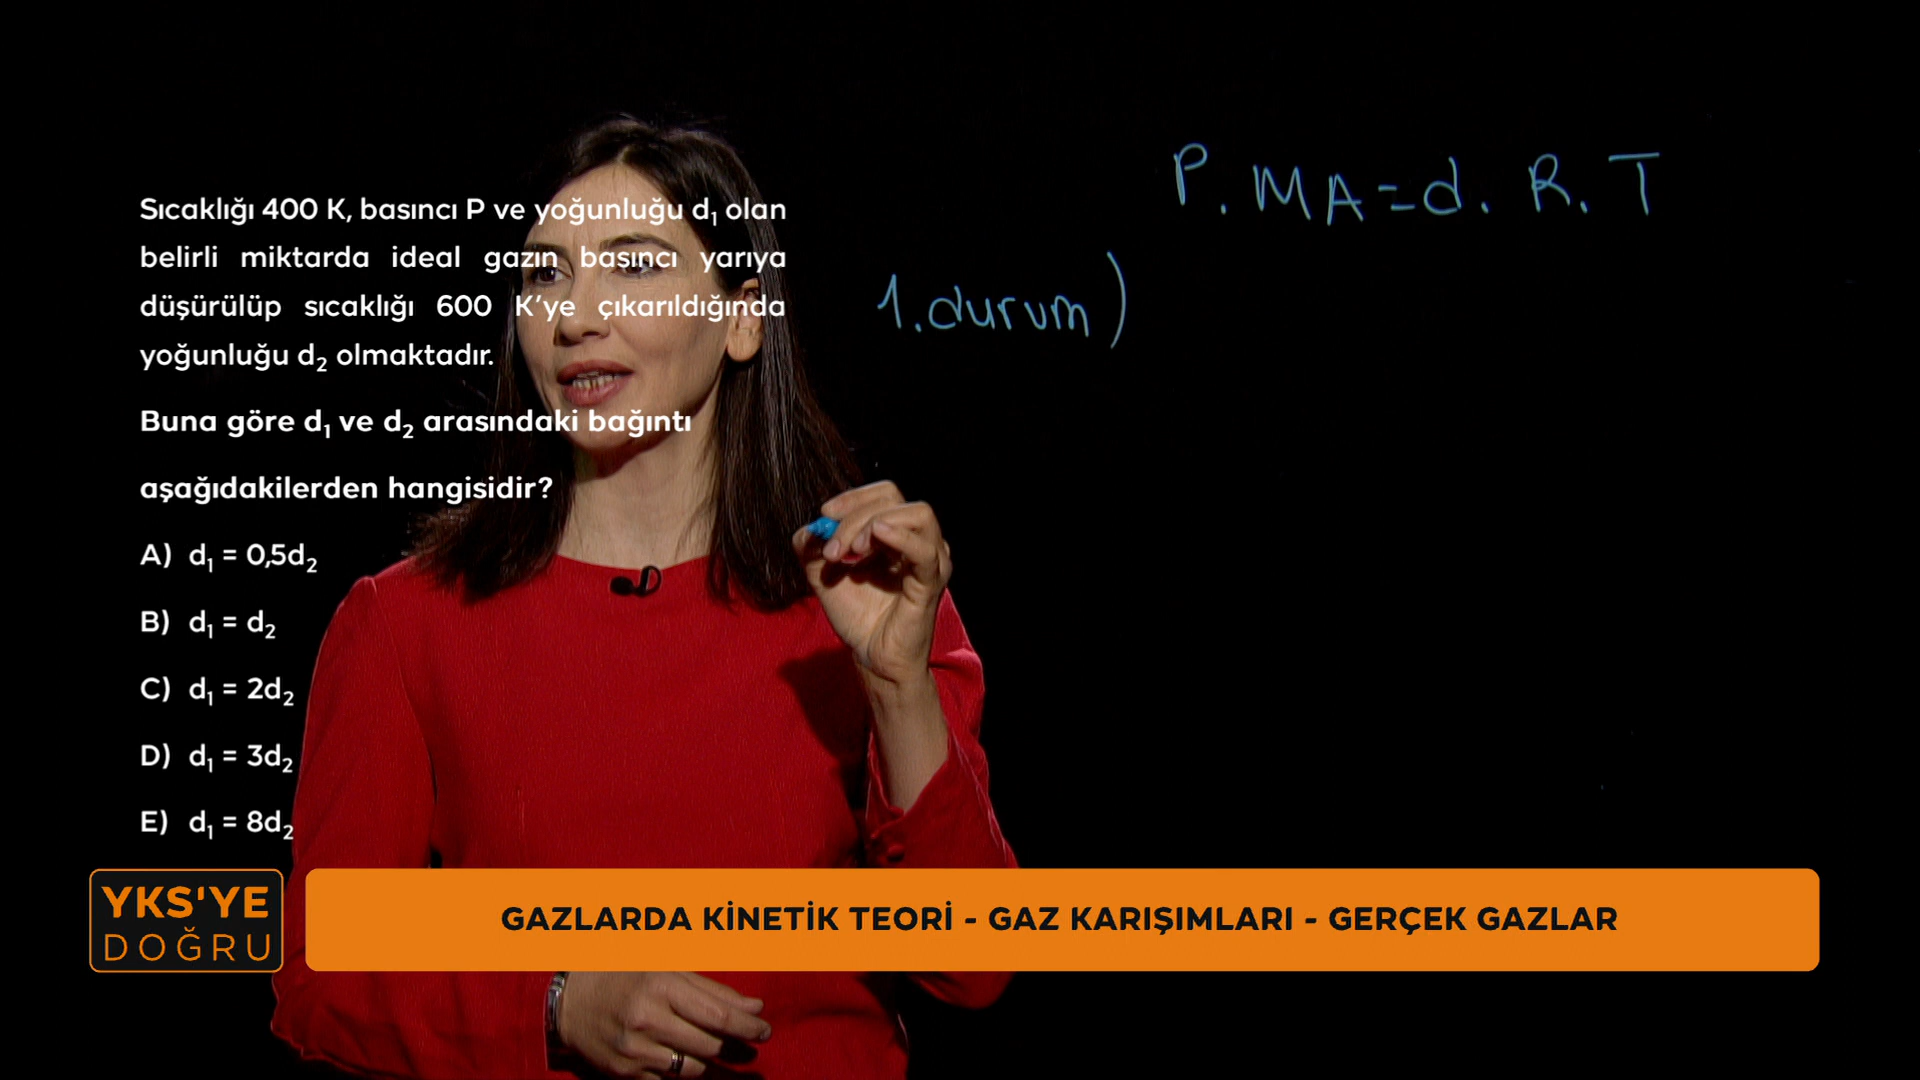 Sıcaklığı 400 K, basıncı P ve yoğunluğu d₁ olan
belirli miktarda ideal gazın basıncı yarıya
düşürülüp sıcaklığı 600 K’ye çıkarıldığında
yoğunluğu d₂ olmaktadır.
Buna göre d₁ ve d₂ arasındaki bağıntı
aşağıdakilerden hangisidir?
A) d₁ = 0,5d₂
B) d₁ = d₂
C) d₁ = 2d₂
D) d₁ = 3d₂
E) d₁ = 8d₂
P. MA = d. R. T
1. durum)
YKS'YE
DOĞRU
GAZLARDA KİNETİK TEORİ - GAZ KARIŞIMLARI - GERÇEK GAZLAR